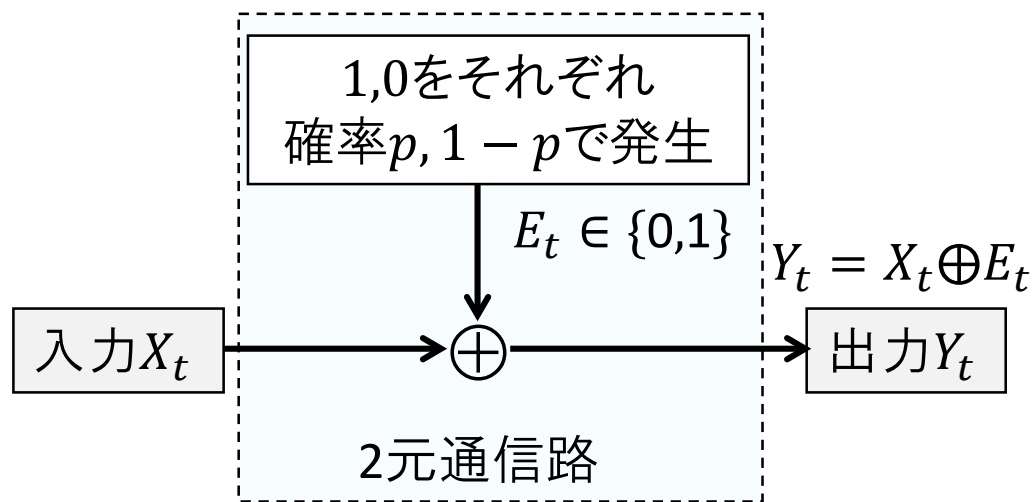 1,0をそれぞれ
確率p, 1 − pで発生
E_t ∈ {0,1}
Y_t = X_t⊕E_t
入力X_t
⊕
出力Y_t
2元通信路